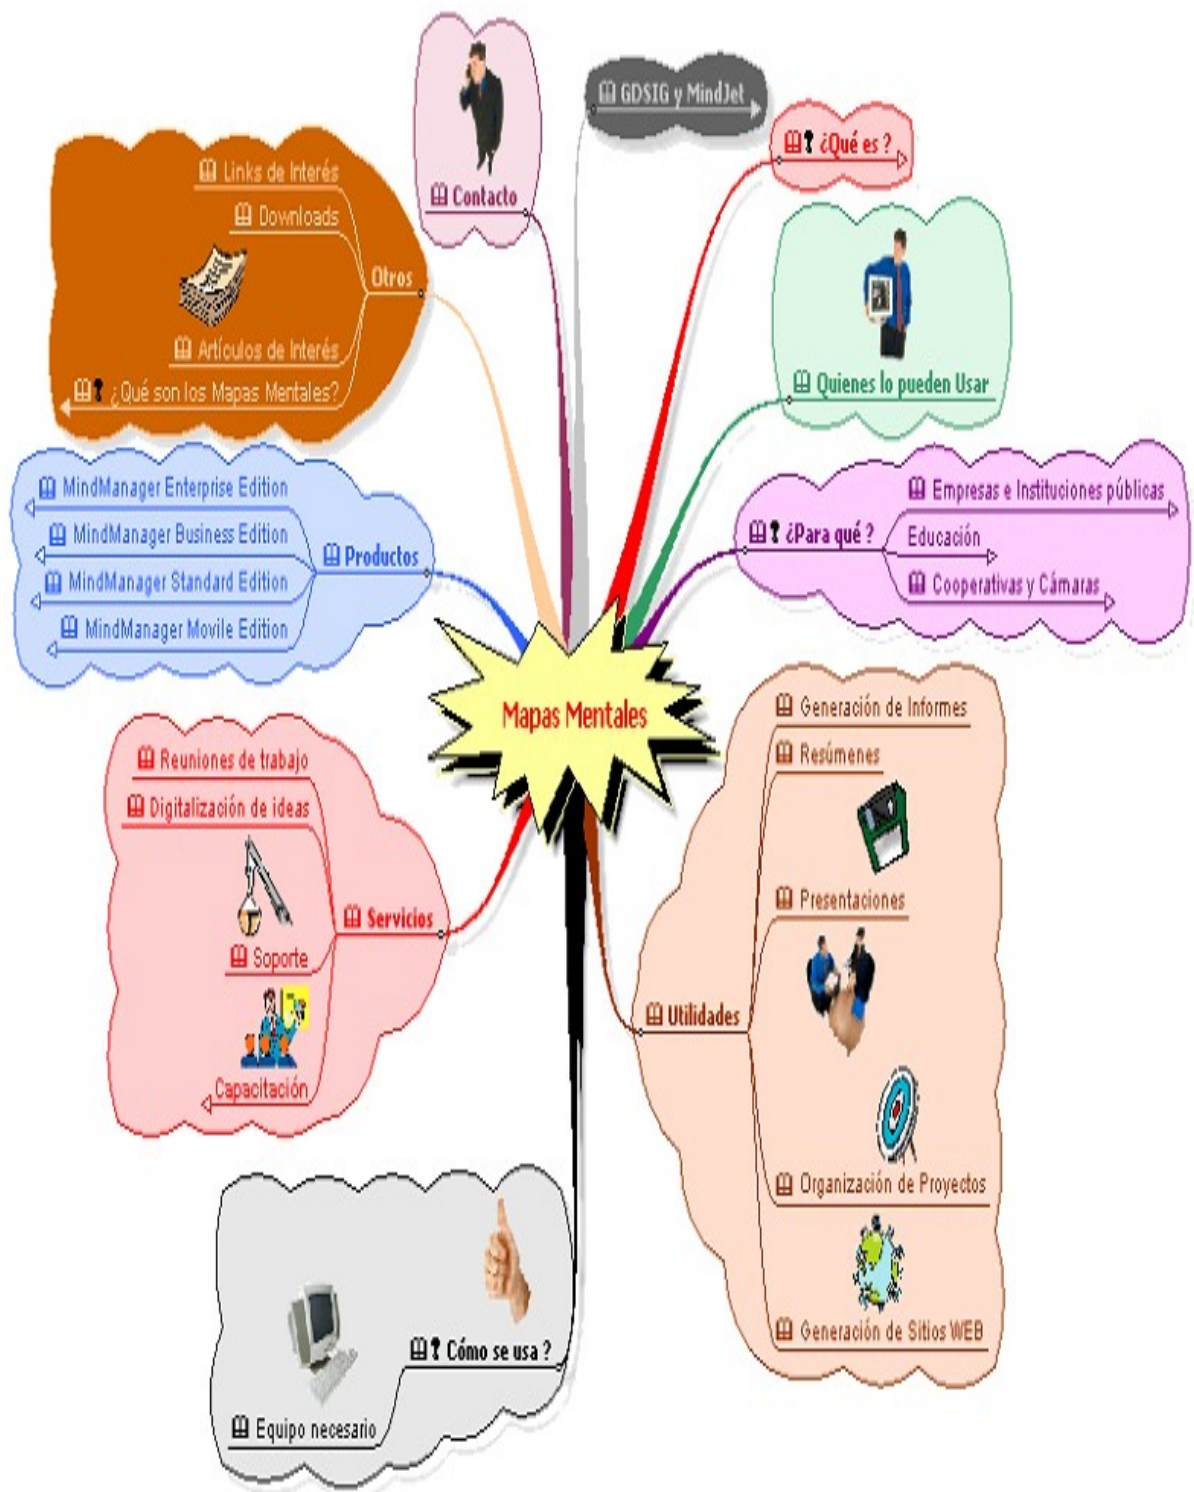 GDSIG y MindJet
¿Qué es ?
Quienes lo pueden Usar
¿Para qué ?
Empresas e Instituciones públicas
Educación
Cooperativas y Cámaras
Mapas Mentales
Utilidades
Generación de Informes
Resúmenes
Presentaciones
Organización de Proyectos
Generación de Sitios WEB
Cómo se usa ?
Equipo necesario
Servicios
Reuniones de trabajo
Digitalización de ideas
Soporte
Capacitación
Productos
MindManager Enterprise Edition
MindManager Business Edition
MindManager Standard Edition
MindManager Movile Edition
Otros
Links de Interés
Downloads
Artículos de Interés
¿Qué son los Mapas Mentales?
Contacto